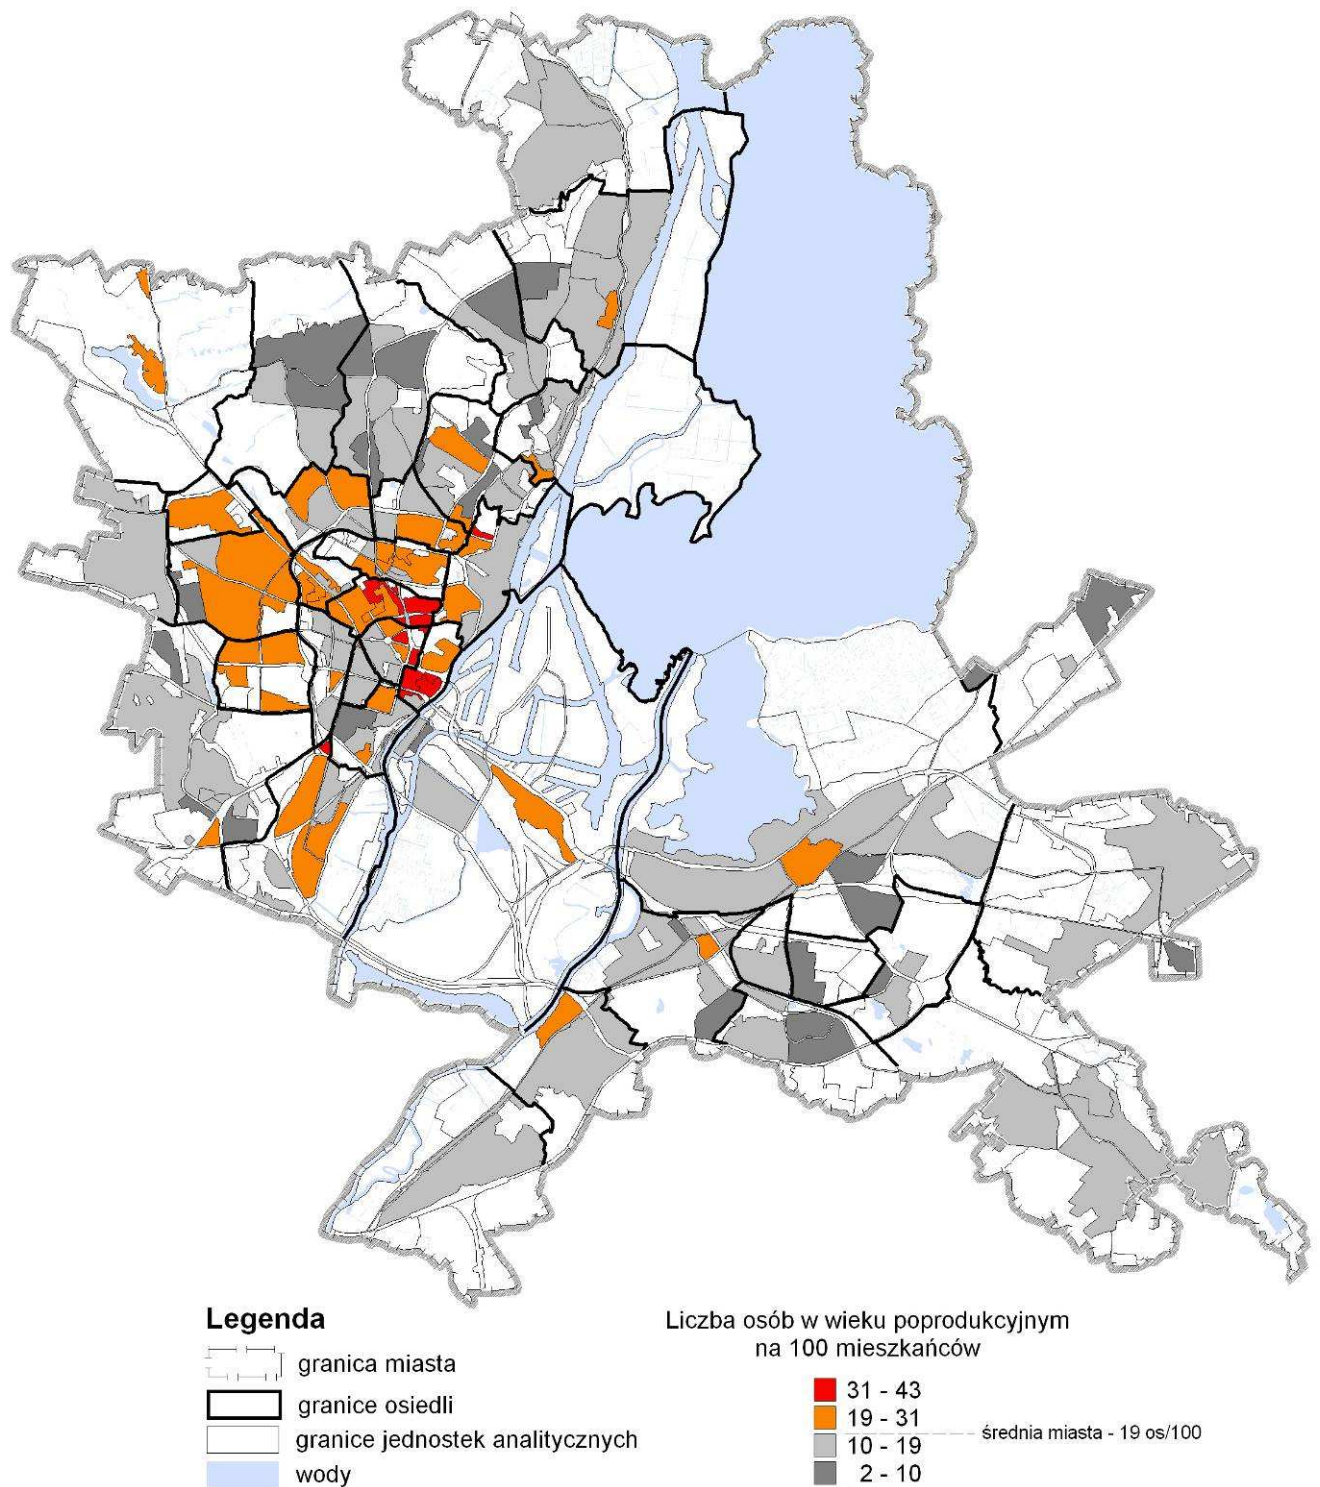 Legenda
granica miasta
granice osiedli
granice jednostek analitycznych
wody
Liczba osób w wieku poprodukcyjnym
na 100 mieszkańców
31 - 43
19 - 31
średnia miasta - 19 os/100
10 - 19
2 - 10